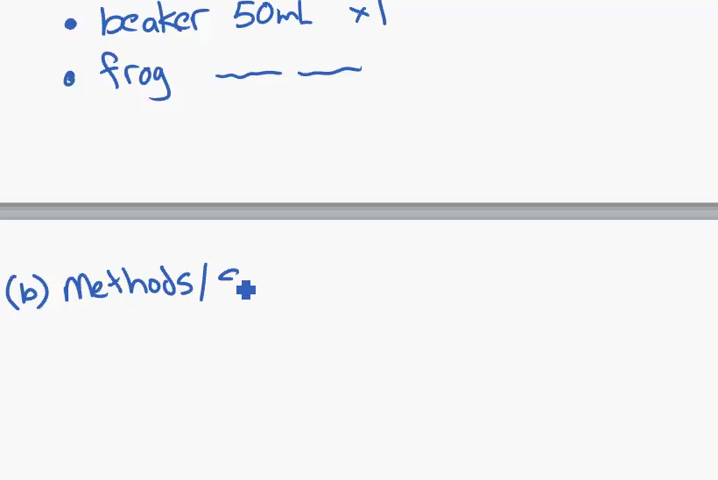 • beaker 50mL x1
• frog
(b) Methods/